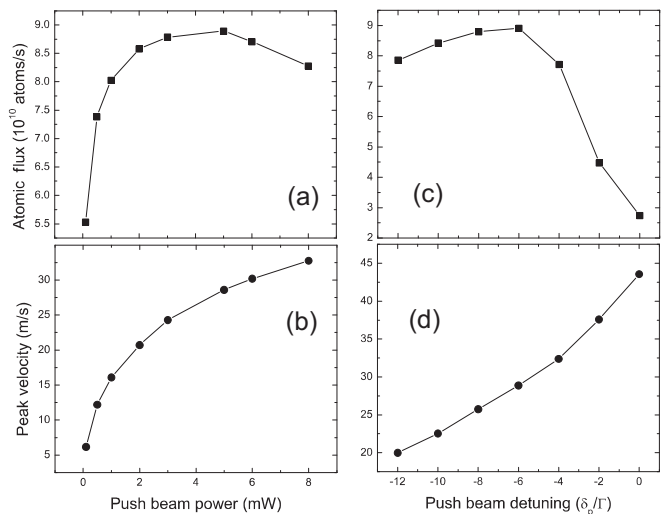 Atomic flux (10^10 atoms/s)
9.0
8.5
8.0
7.5
7.0
6.5
6.0
5.5
(a)
9
8
7
6
5
4
3
2
(c)
Peak velocity (m/s)
30
25
20
15
10
5
(b)
0 2 4 6 8
Push beam power (mW)
45
40
35
30
25
20
(d)
-12 -10 -8 -6 -4 -2 0
Push beam detuning (δp/Γ)